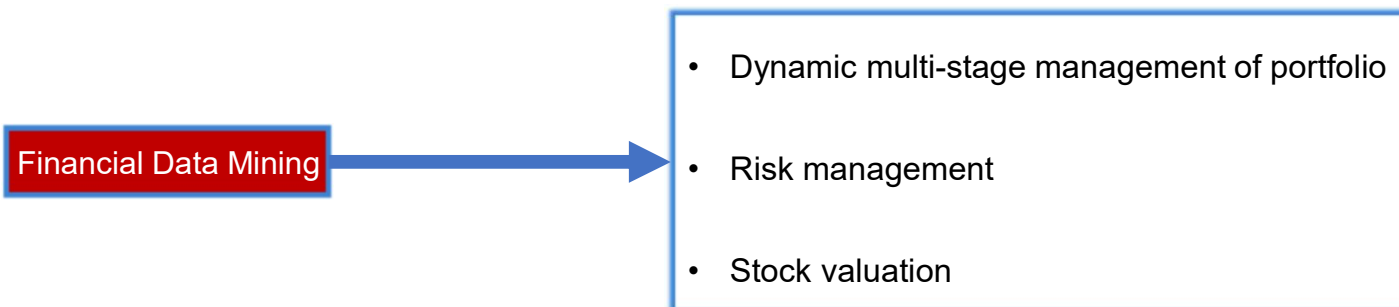 Financial Data Mining
• Dynamic multi-stage management of portfolio
• Risk management
• Stock valuation